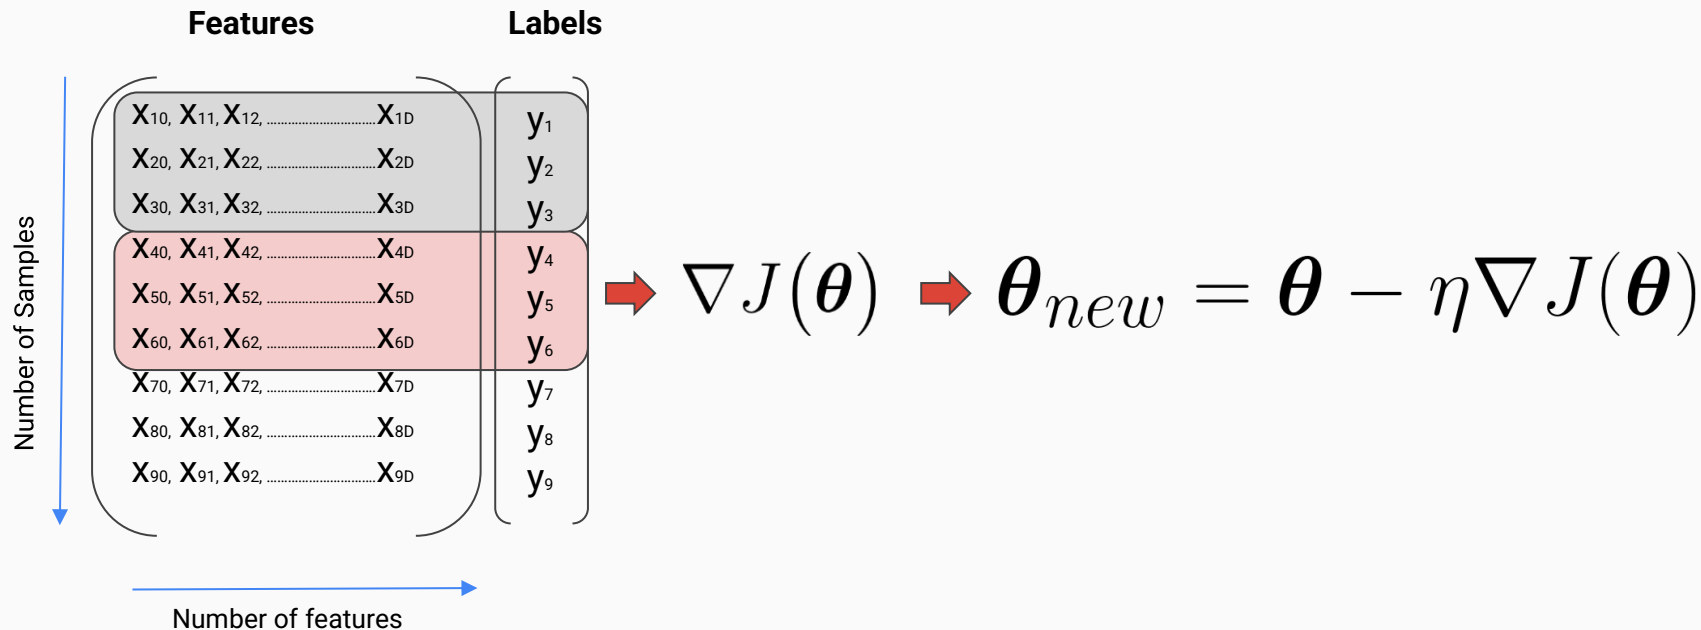 Features Labels
X10, X11, X12, ..............................X1D y1
X20, X21, X22, ..............................X2D y2
X30, X31, X32, ..............................X3D y3
X40, X41, X42, ..............................X4D y4
X50, X51, X52, ..............................X5D y5
X60, X61, X62, ..............................X6D y6
X70, X71, X72, ..............................X7D y7
X80, X81, X82, ..............................X8D y8
X90, X91, X92, ..............................X9D y9
Number of Samples
∇J(θ)
θnew = θ − η∇J(θ)
Number of features